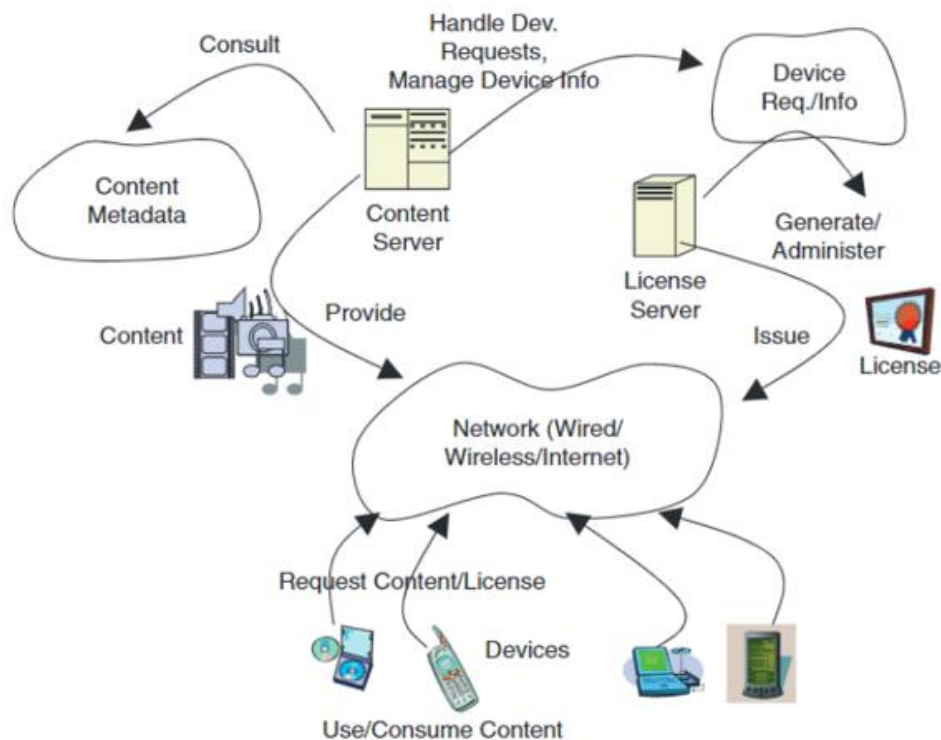 Handle Dev.
Requests,
Manage Device Info
Consult
Device
Req./Info
Content
Metadata
Content
Server
Generate/
Administer
License
Server
Content
Provide
Issue
License
Network (Wired/
Wireless/Internet)
Request Content/License
Devices
Use/Consume Content